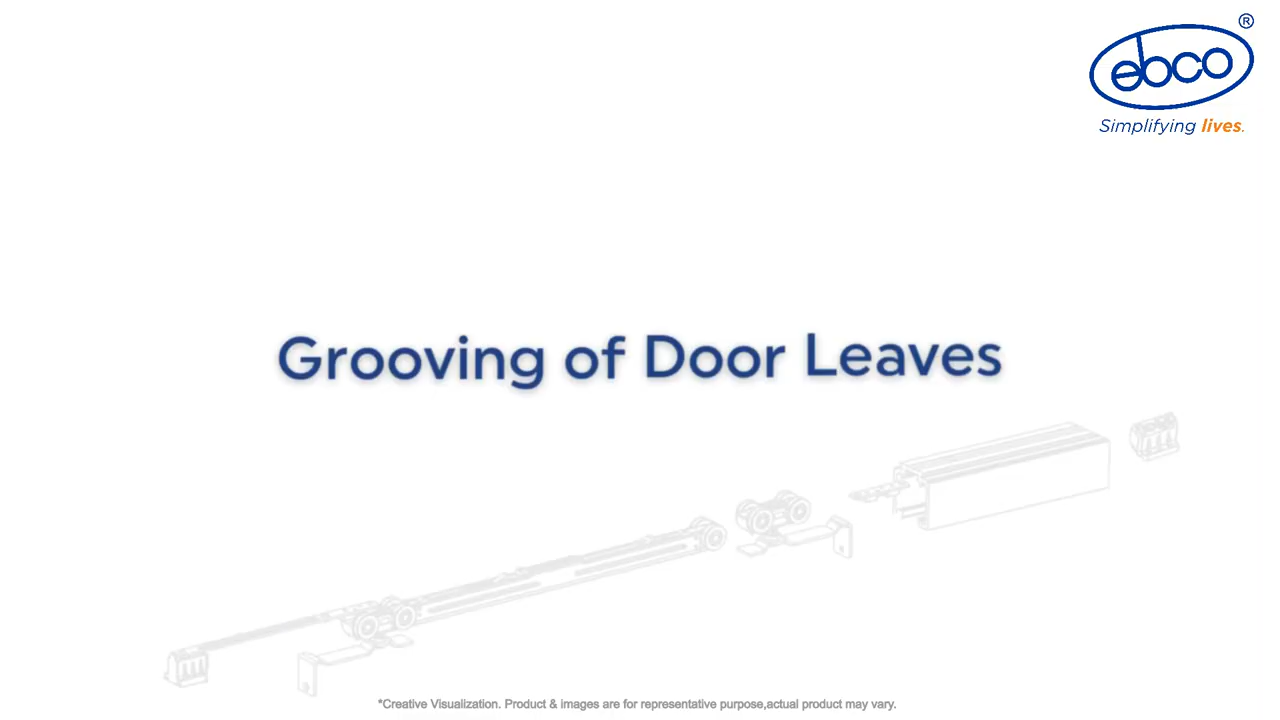 ®
ebco
Simplifying lives.
Grooving of Door Leaves
*Creative Visualization. Product & images are for representative purpose,actual product may vary.